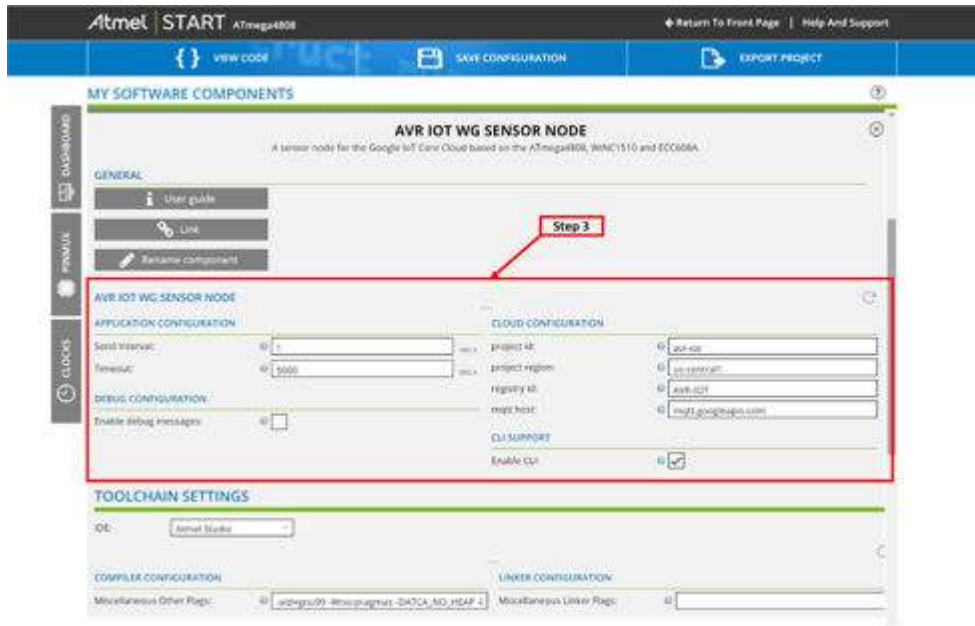 Atmel START ATmega4808
Return To Front Page | Help And Support
{ } VIEW CODE
SAVE CONFIGURATION
EXPORT PROJECT
MY SOFTWARE COMPONENTS
DASHBOARD
PINMUX
CLOCKS
AVR IOT WG SENSOR NODE
A sensor node for the Google IoT Core Cloud based on the ATmega4808, WINC1510 and ECC608A.
GENERAL
User guide
Link
Rename component
Step 3
AVR IOT WG SENSOR NODE
APPLICATION CONFIGURATION
Send Interval: 1
Timeout: 5000
DEBUG CONFIGURATION
Enable debug messages:
CLOUD CONFIGURATION
project id: avr-iot
project region: us-central1
registry id: AVR-IOT
mqtt host: mqtt.googleapis.com
CLI SUPPORT
Enable CLI
TOOLCHAIN SETTINGS
IDE: Atmel Studio
COMPILER CONFIGURATION
Miscellaneous Other Flags: -DATCA_NO_HEAP
LINKER CONFIGURATION
Miscellaneous Linker Flags: